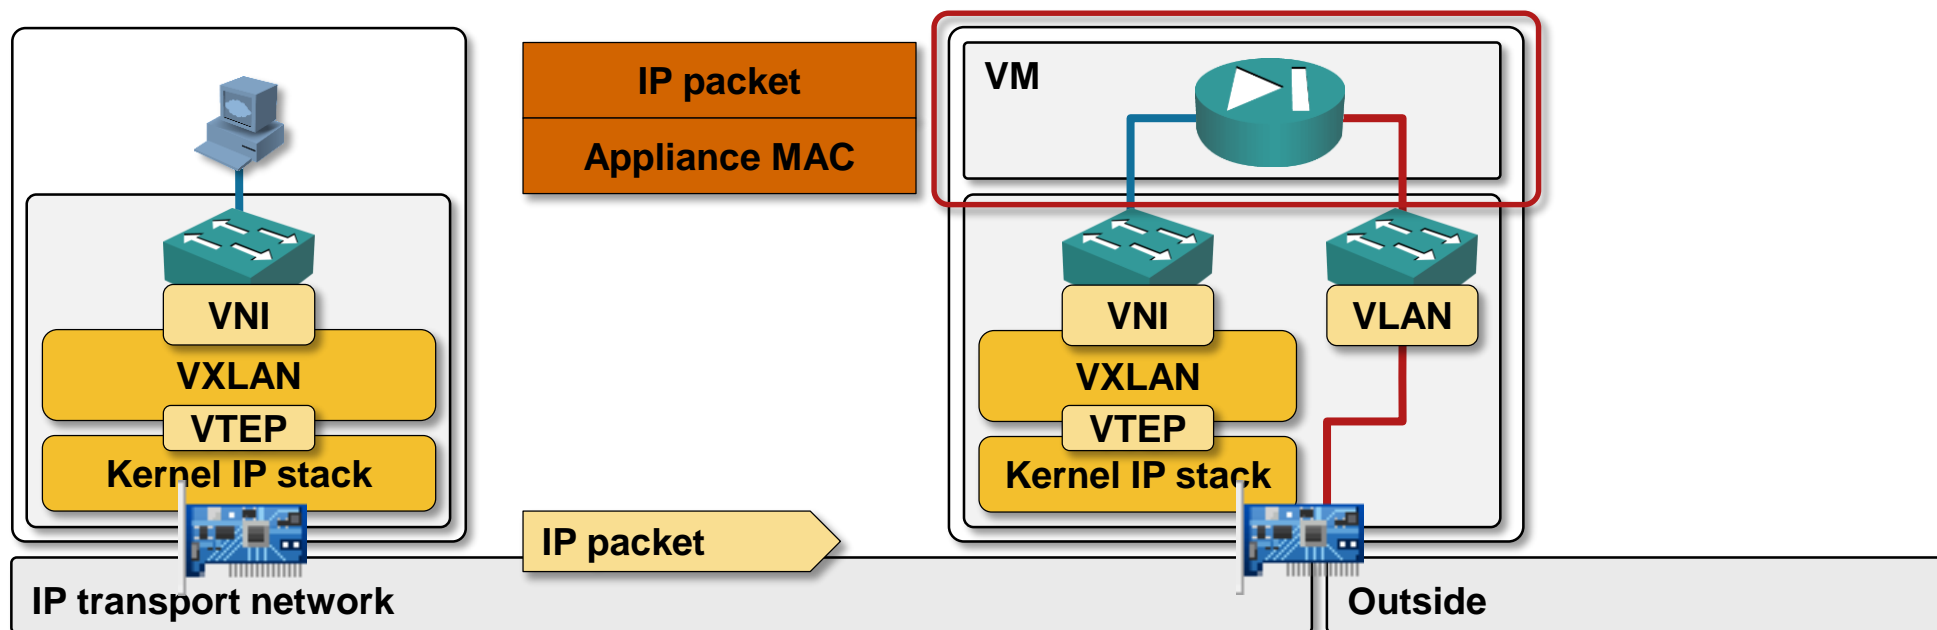 VNI
VXLAN
VTEP
Kernel IP stack
IP packet
Appliance MAC
IP packet
VM
VNI
VLAN
VXLAN
VTEP
Kernel IP stack
IP transport network
Outside